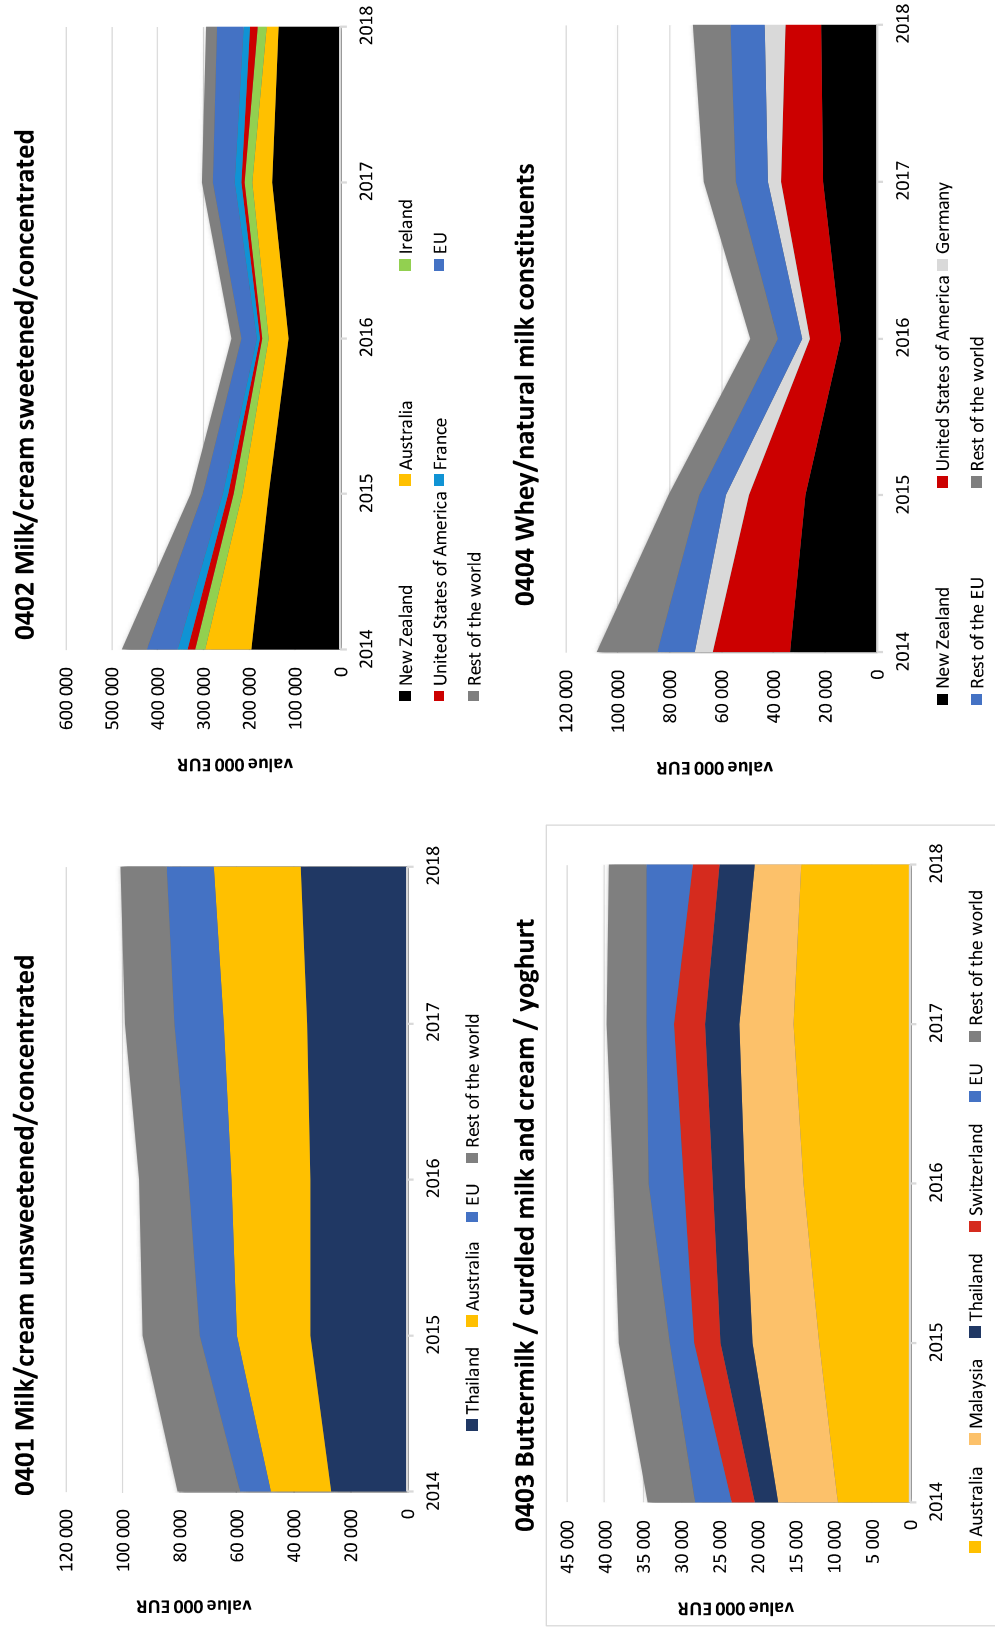 0401 Milk/cream unsweetened/concentrated
value 000 EUR
120 000
100 000
80 000
60 000
40 000
20 000
0
2014 2015 2016 2017 2018
Thailand Australia EU Rest of the world
0402 Milk/cream sweetened/concentrated
value 000 EUR
600 000
500 000
400 000
300 000
200 000
100 000
0
2014 2015 2016 2017 2018
New Zealand Australia Ireland
United States of America France EU
Rest of the world
0403 Buttermilk / curdled milk and cream / yoghurt
value 000 EUR
45 000
40 000
35 000
30 000
25 000
20 000
15 000
10 000
5 000
0
2014 2015 2016 2017 2018
Australia Malaysia Thailand Switzerland EU Rest of the world
0404 Whey/natural milk constituents
value 000 EUR
120 000
100 000
80 000
60 000
40 000
20 000
0
2014 2015 2016 2017 2018
New Zealand United States of America Germany
Rest of the EU Rest of the world